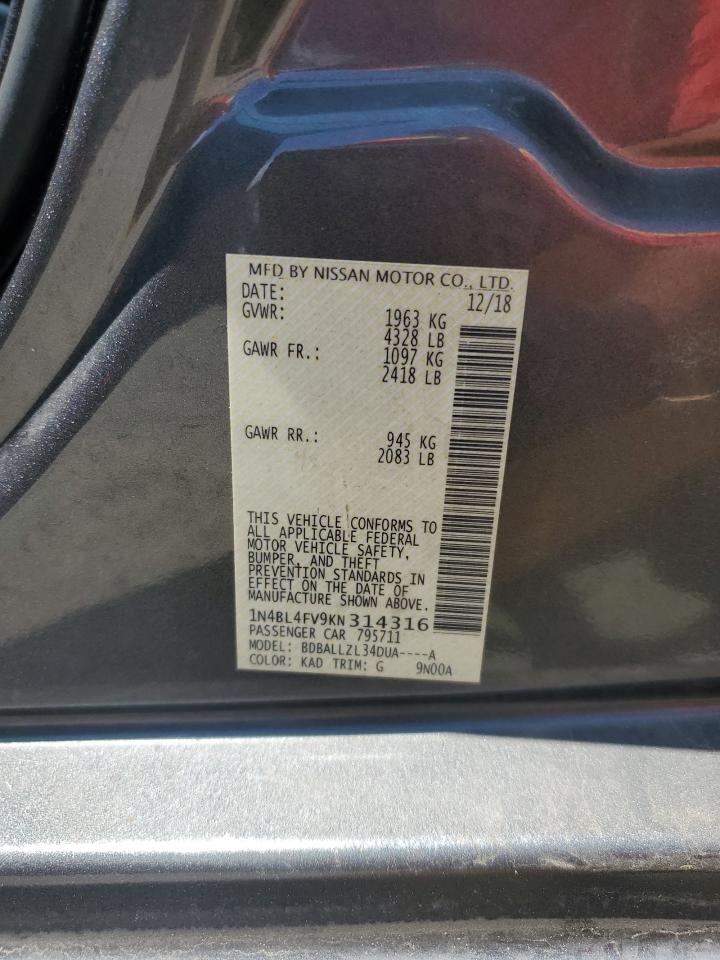 MFD BY NISSAN MOTOR CO., LTD.
DATE: 12/18
GVWR: 1963 KG
4328 LB
GAWR FR.: 1097 KG
2418 LB
GAWR RR.: 945 KG
2083 LB
THIS VEHICLE CONFORMS TO
ALL APPLICABLE FEDERAL
MOTOR VEHICLE SAFETY,
BUMPER, AND THEFT
PREVENTION STANDARDS IN
EFFECT ON THE DATE OF
MANUFACTURE SHOWN ABOVE.
1N4BL4FV9KN314316
PASSENGER CAR 795711
MODEL: BDBALLZL34DUA----A
COLOR: KAD TRIM: G 9N00A